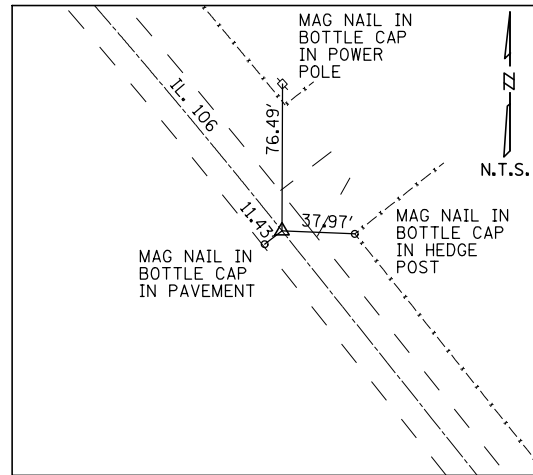 MAG NAIL IN
BOTTLE CAP
IN POWER
POLE
IL. 106
76.49'
N
N.T.S.
11.43'
37.97'
MAG NAIL IN
BOTTLE CAP
IN HEDGE
POST
MAG NAIL IN
BOTTLE CAP
IN PAVEMENT